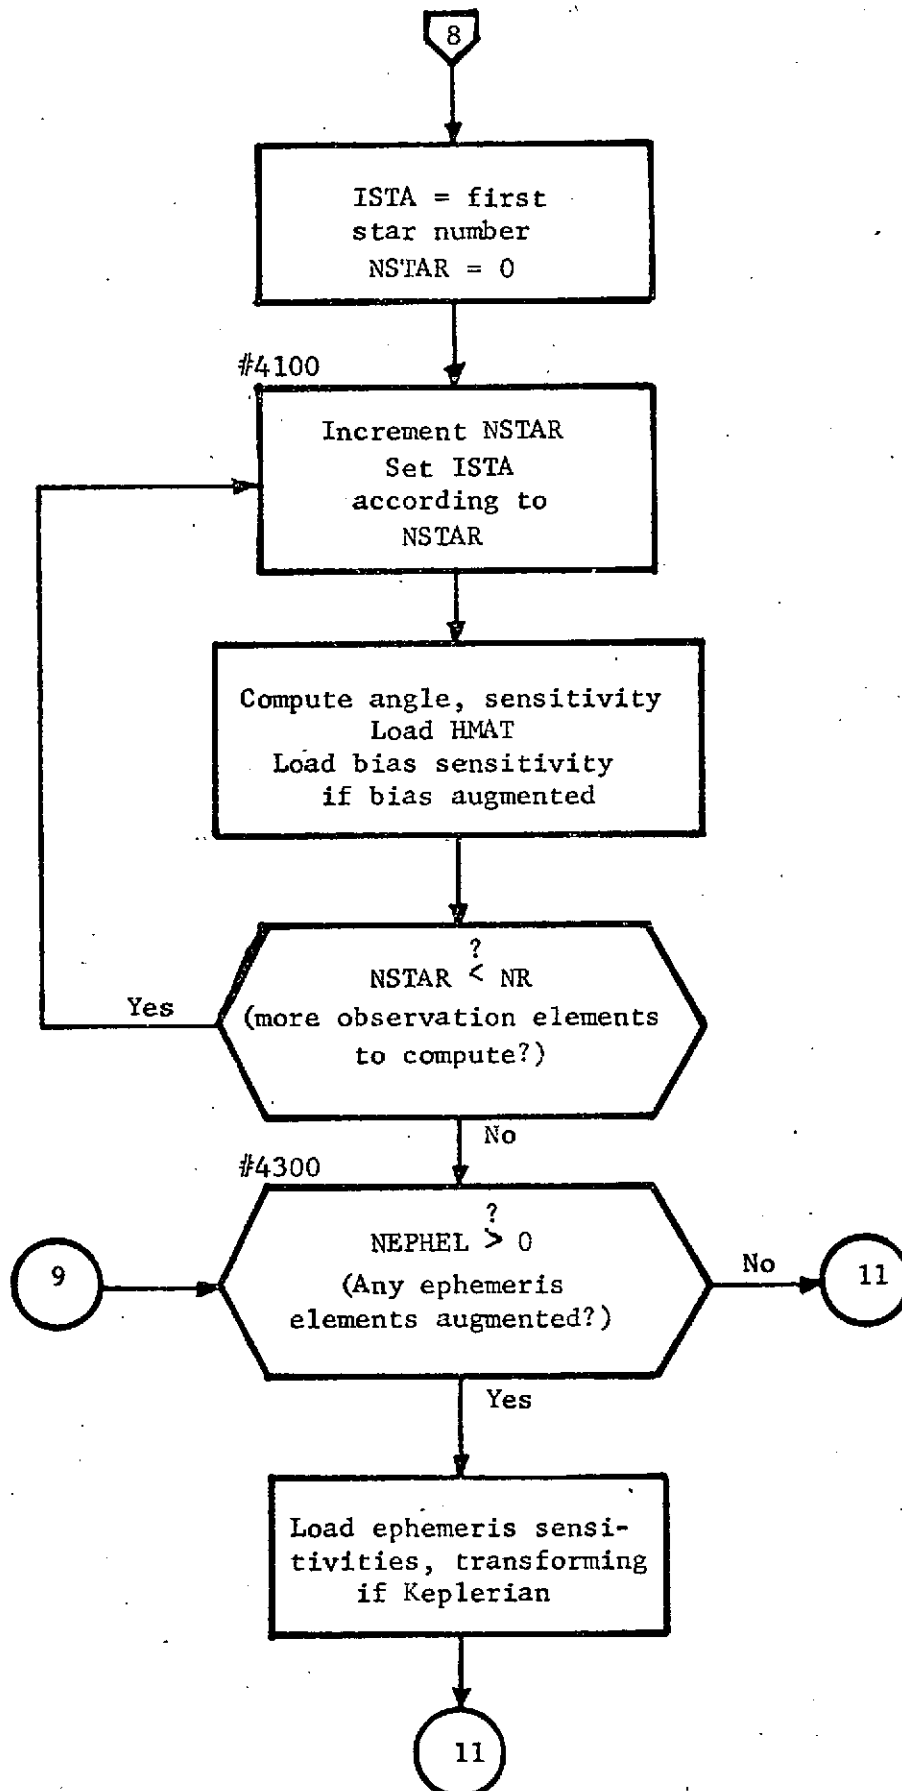 8
ISTA = first
star number
NSTAR = 0
#4100
Increment NSTAR
Set ISTA
according to
NSTAR
Compute angle, sensitivity
Load HMAT
Load bias sensitivity
if bias augmented
?
NSTAR < NR
(more observation elements
to compute?)
Yes
No
#4300
?
NEPHEL > 0
(Any ephemeris
elements augmented?)
9
No
11
Yes
Load ephemeris sensi-
tivities, transforming
if Keplerian
11